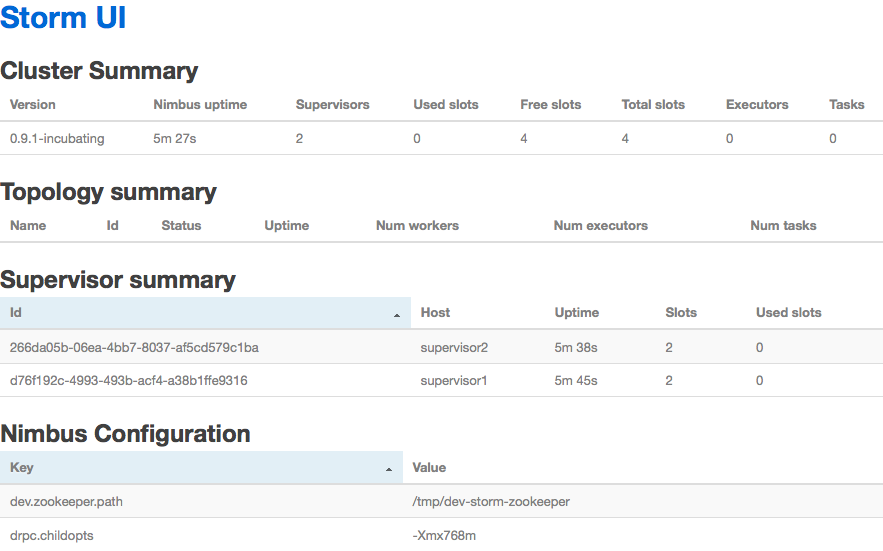 Storm UI
Cluster Summary
Version Nimbus uptime Supervisors Used slots Free slots Total slots Executors Tasks
0.9.1-incubating 5m 27s 2 0 4 4 0 0
Topology summary
Name Id Status Uptime Num workers Num executors Num tasks
Supervisor summary
Id Host Uptime Slots Used slots
266da05b-06ea-4bb7-8037-af5cd579c1ba supervisor2 5m 38s 2 0
d76f192c-4993-493b-acf4-a38b1ffe9316 supervisor1 5m 45s 2 0
Nimbus Configuration
Key Value
dev.zookeeper.path /tmp/dev-storm-zookeeper
drpc.childopts -Xmx768m